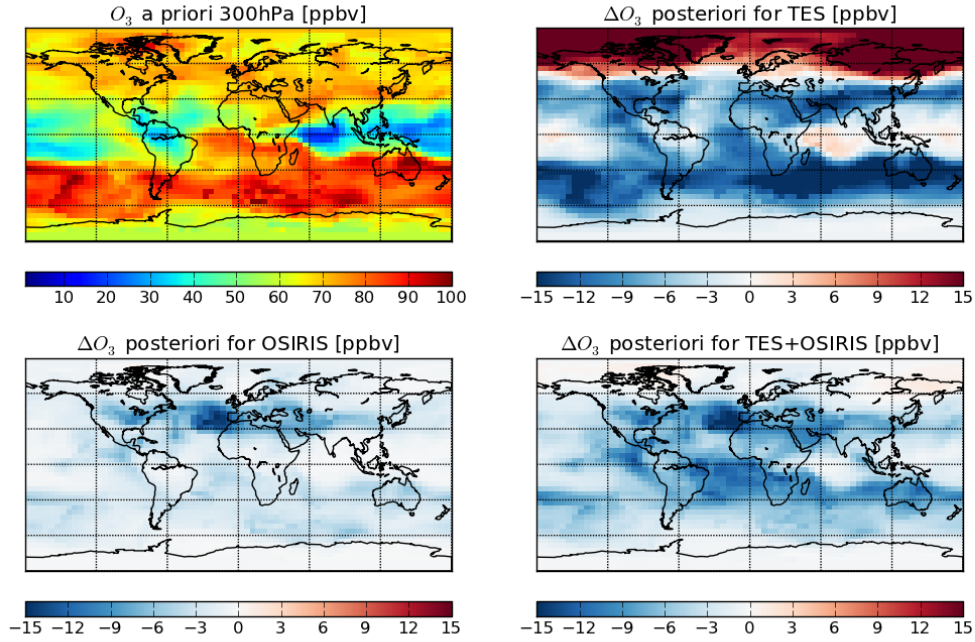 O₃ a priori 300hPa [ppbv]
ΔO₃ posteriori for TES [ppbv]
10 20 30 40 50 60 70 80 90 100
−15 −12 −9 −6 −3 0 3 6 9 12 15
ΔO₃ posteriori for OSIRIS [ppbv]
ΔO₃ posteriori for TES+OSIRIS [ppbv]
−15 −12 −9 −6 −3 0 3 6 9 12 15
−15 −12 −9 −6 −3 0 3 6 9 12 15